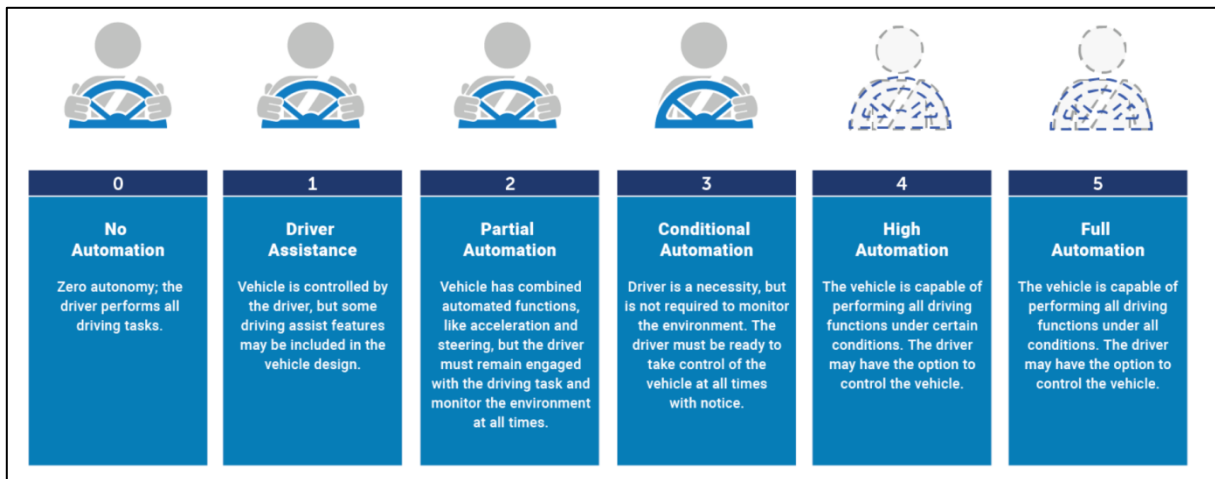 0
No
Automation
Zero autonomy; the
driver performs all
driving tasks.
1
Driver
Assistance
Vehicle is controlled by
the driver, but some
driving assist features
may be included in the
vehicle design.
2
Partial
Automation
Vehicle has combined
automated functions,
like acceleration and
steering, but the driver
must remain engaged
with the driving task and
monitor the environment
at all times.
3
Conditional
Automation
Driver is a necessity, but
is not required to monitor
the environment. The
driver must be ready to
take control of the
vehicle at all times
with notice.
4
High
Automation
The vehicle is capable of
performing all driving
functions under certain
conditions. The driver
may have the option to
control the vehicle.
5
Full
Automation
The vehicle is capable of
performing all driving
functions under all
conditions. The driver
may have the option to
control the vehicle.